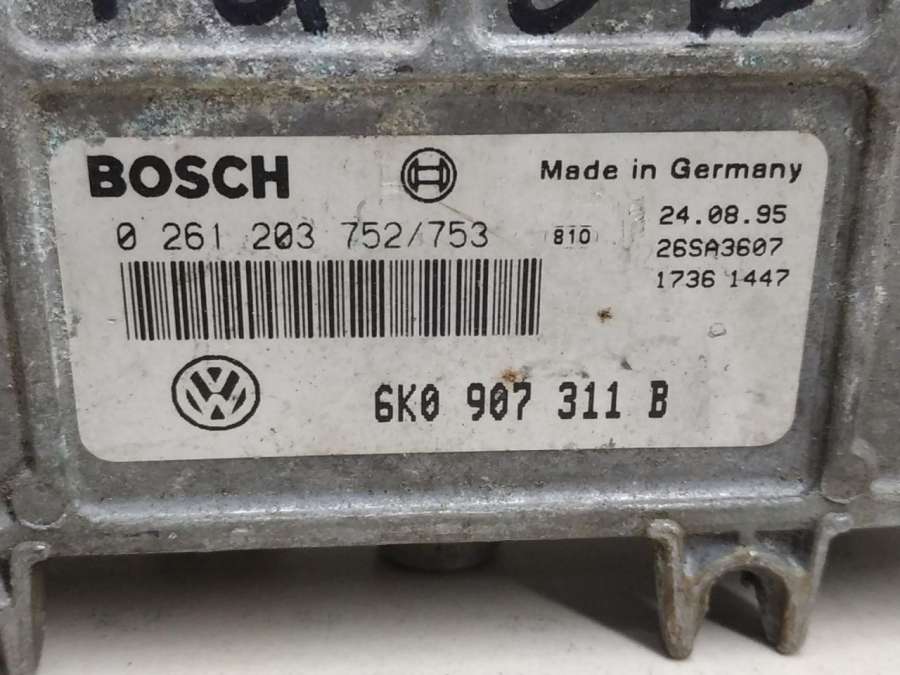 BOSCH
Made in Germany
0 261 203 752/753
810
24.08.95
26SA3607
1736 1447
6K0 907 311 B